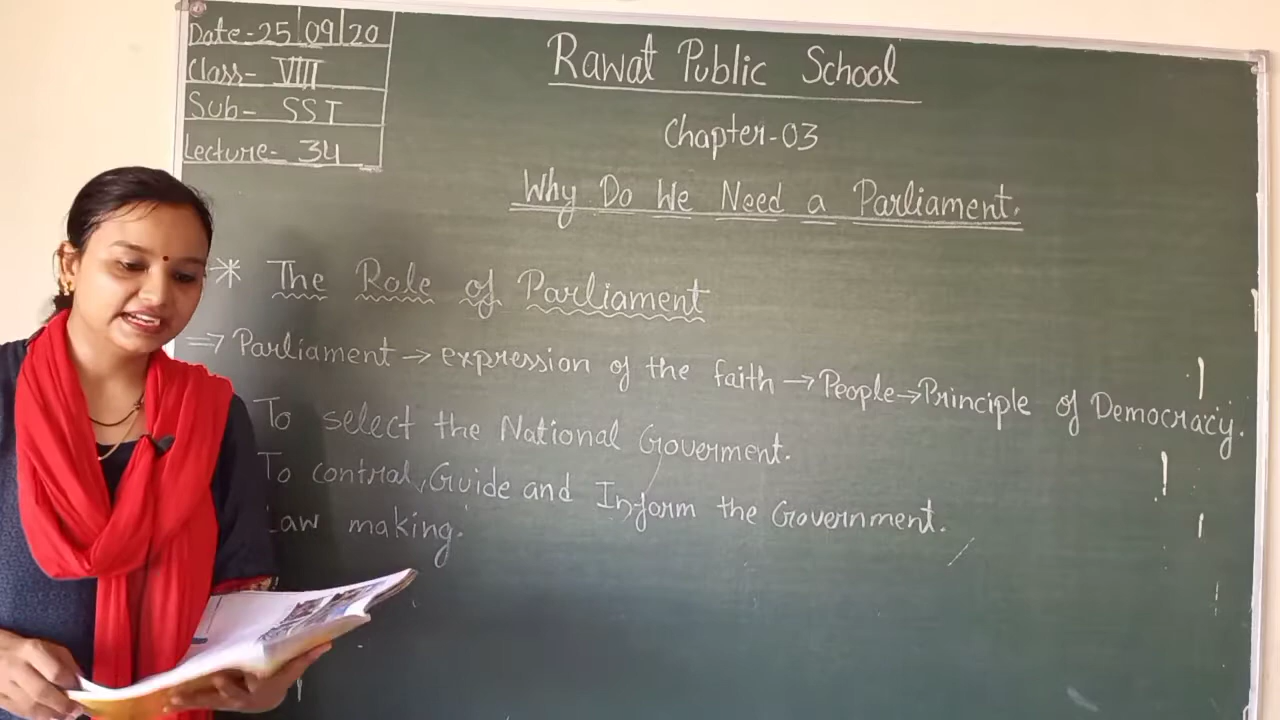 Date-25|09|20
Class- VIII
Sub- SST
Lecture- 34
Rawat Public School
Chapter-03
Why Do We Need a Parliament.
* The Role of Parliament
⇒ Parliament → expression of the faith → People → Principle of Democracy.
To select the National Goverment.
To control, Guide and Inform the Government.
Law making.